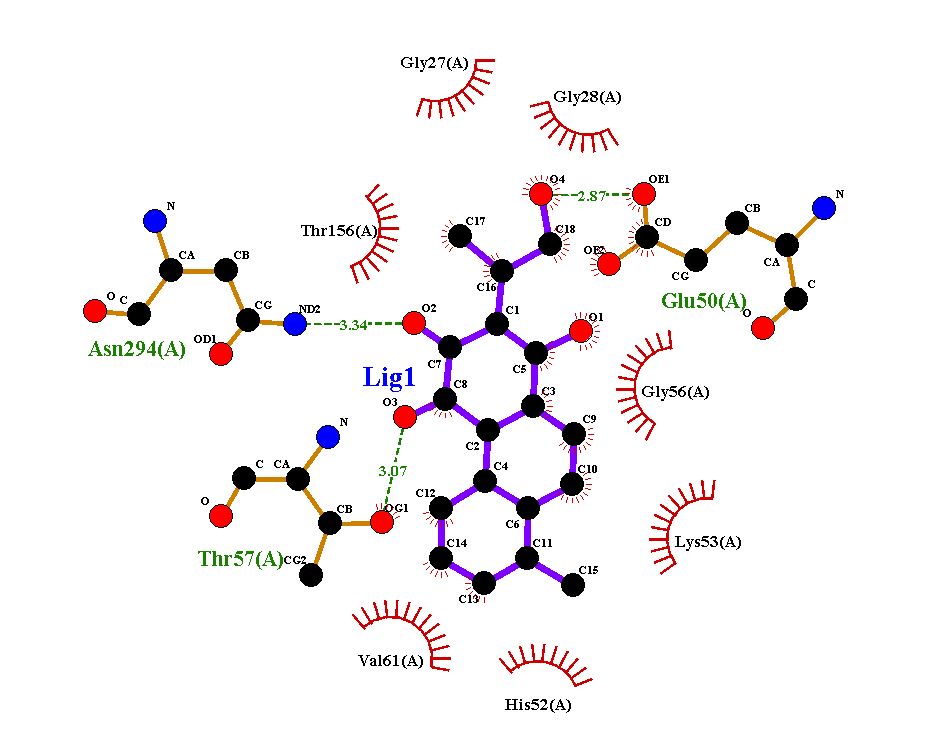 Gly27(A)
Gly28(A)
O4
2.87
OE1
N
CB
CD
OE2
CG
CA
C
O
Glu50(A)
Thr156(A)
C17
C18
C16
N
CA
CB
O
C
CG
ND2
OD1
Asn294(A)
3.34
O2
C1
O1
C7
C5
Lig1
C8
C3
O3
C2
C9
Gly56(A)
N
3.07
C4
C10
C
CA
C12
O
CB
OG1
C6
CG2
Thr57(A)
C14
C11
C15
C13
Lys53(A)
Val61(A)
His52(A)